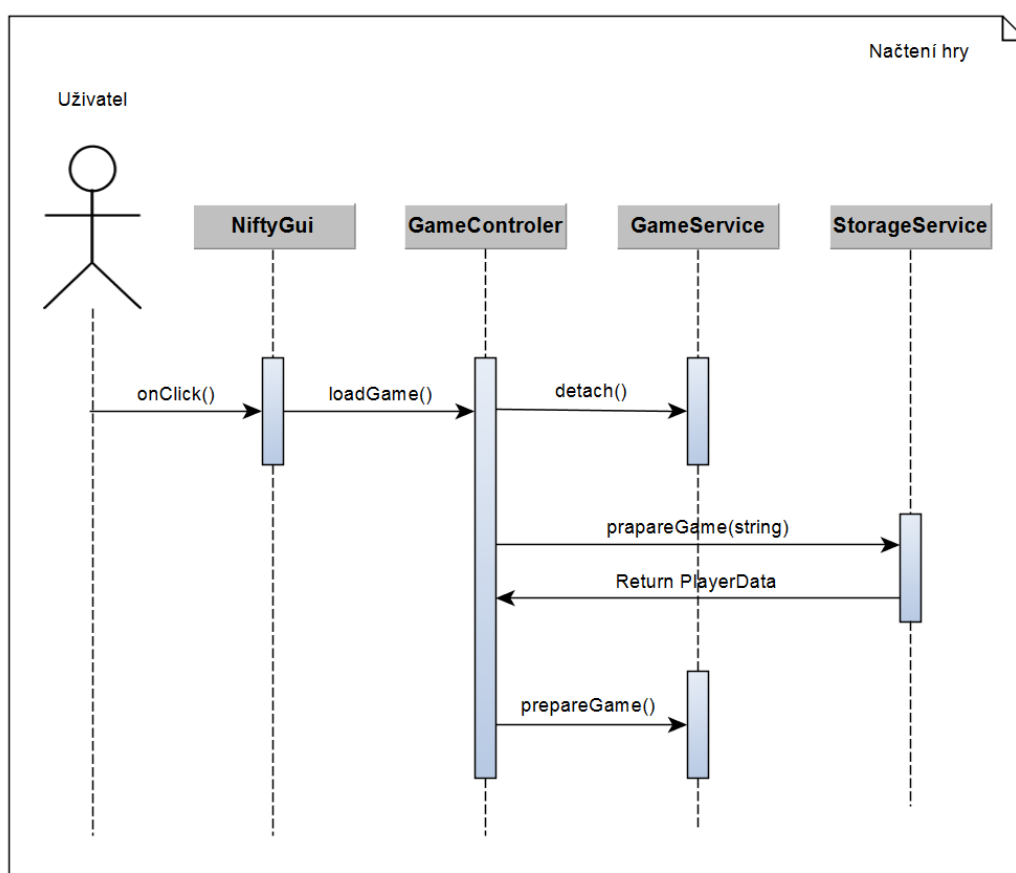 Načtení hry
Uživatel
NiftyGui
GameControler
GameService
StorageService
onClick()
loadGame()
detach()
prapareGame(string)
Return PlayerData
prepareGame()